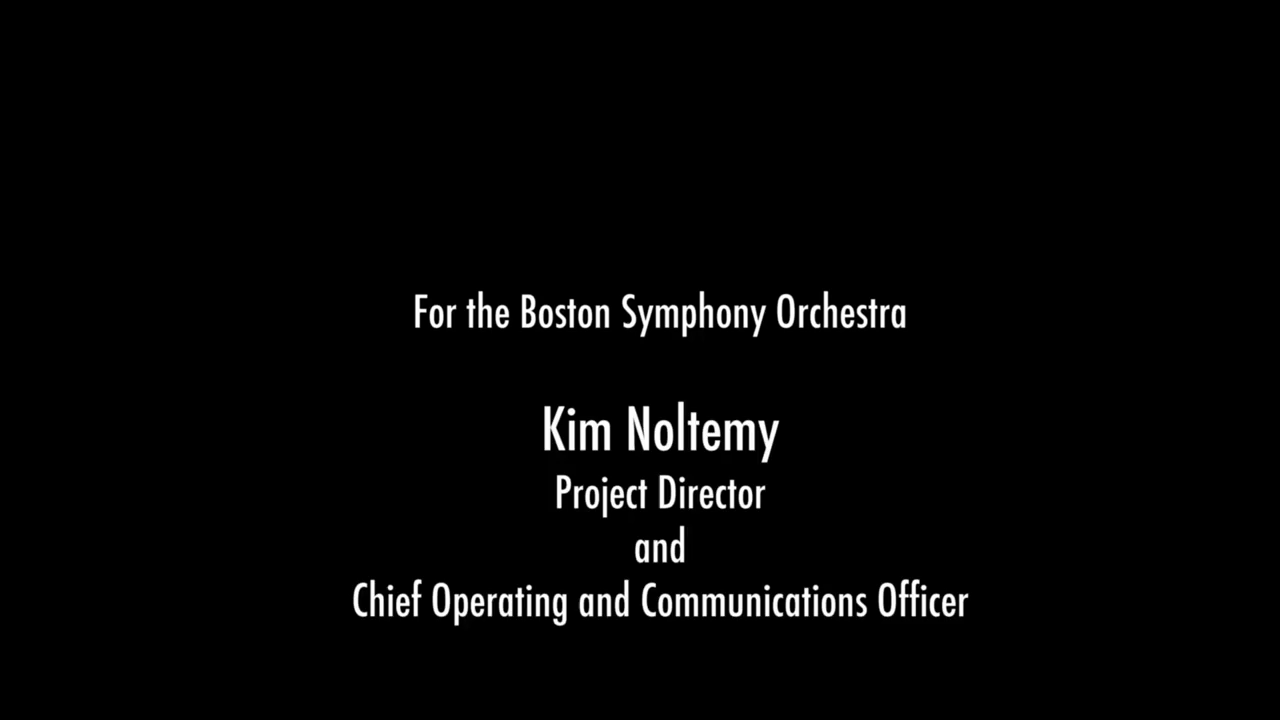 For the Boston Symphony Orchestra
Kim Noltemy
Project Director
and
Chief Operating and Communications Officer